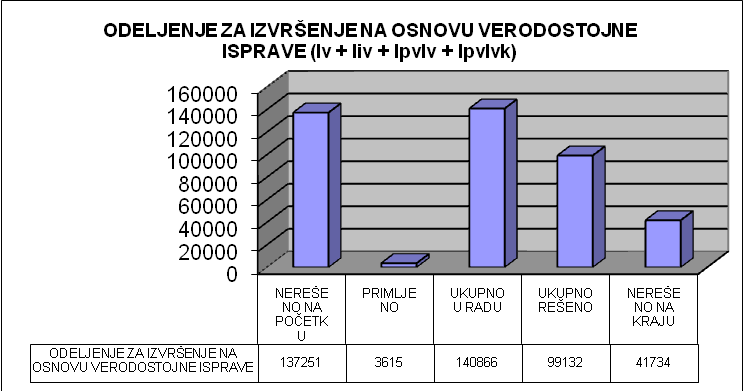 ODELJENJE ZA IZVRŠENJE NA OSNOVU VERODOSTOJNE
ISPRAVE (Iv + Iiv + Ipvlv + Ipvlvk)
160000
140000
120000
100000
80000
60000
40000
20000
0
NEREŠE
NO NA
POČETK
U
PRIMLJE
NO
UKUPNO
U RADU
UKUPNO
REŠENO
NEREŠE
NO NA
KRAJU
ODELJENJE ZA IZVRŠENJE NA
OSNOVU VERODOSTOJNE ISPRAVE
137251
3615
140866
99132
41734